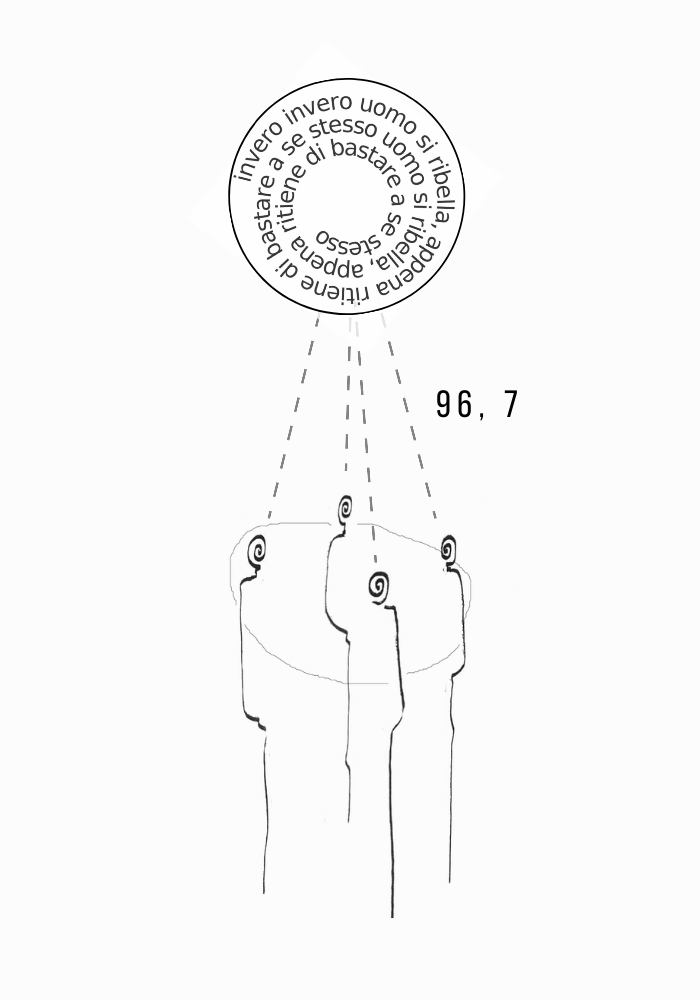 invero invero uomo si ribella, appena ritiene di bastare a se stesso uomo si ribella, appena ritiene di bastare a se stesso
96, 7